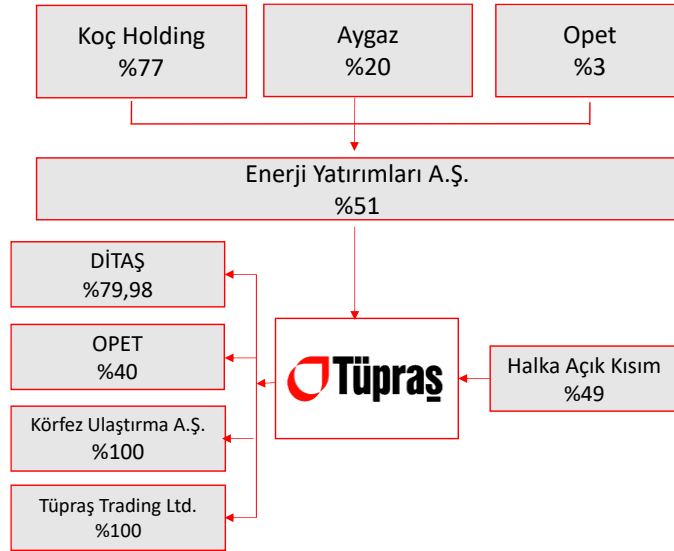 Koç Holding
%77
Aygaz
%20
Opet
%3
Enerji Yatırımları A.Ş.
%51
DİTAŞ
%79,98
OPET
%40
Körfez Ulaştırma A.Ş.
%100
Tüpraş Trading Ltd.
%100
Tüpraş
Halka Açık Kısım
%49